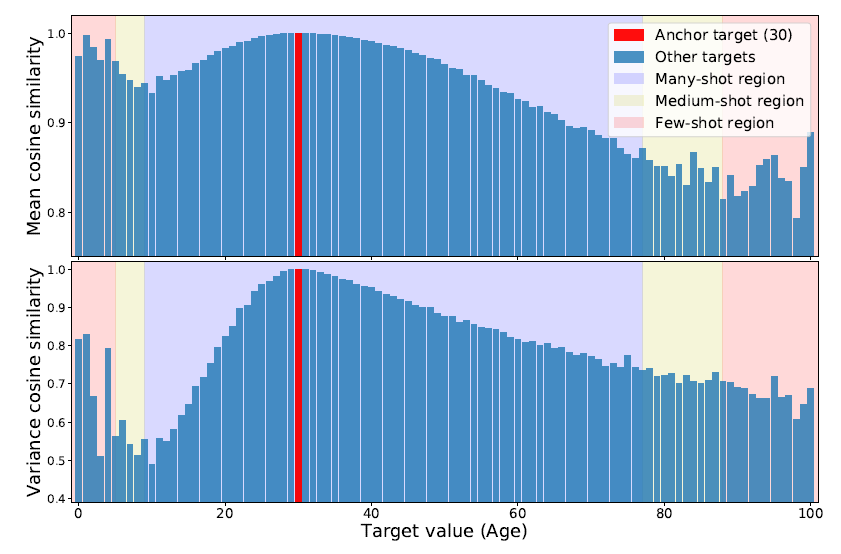 Mean cosine similarity
1.0
0.9
0.8
Anchor target (30)
Other targets
Many-shot region
Medium-shot region
Few-shot region
Variance cosine similarity
1.0
0.9
0.8
0.7
0.6
0.5
0.4
0 20 40 60 80 100
Target value (Age)